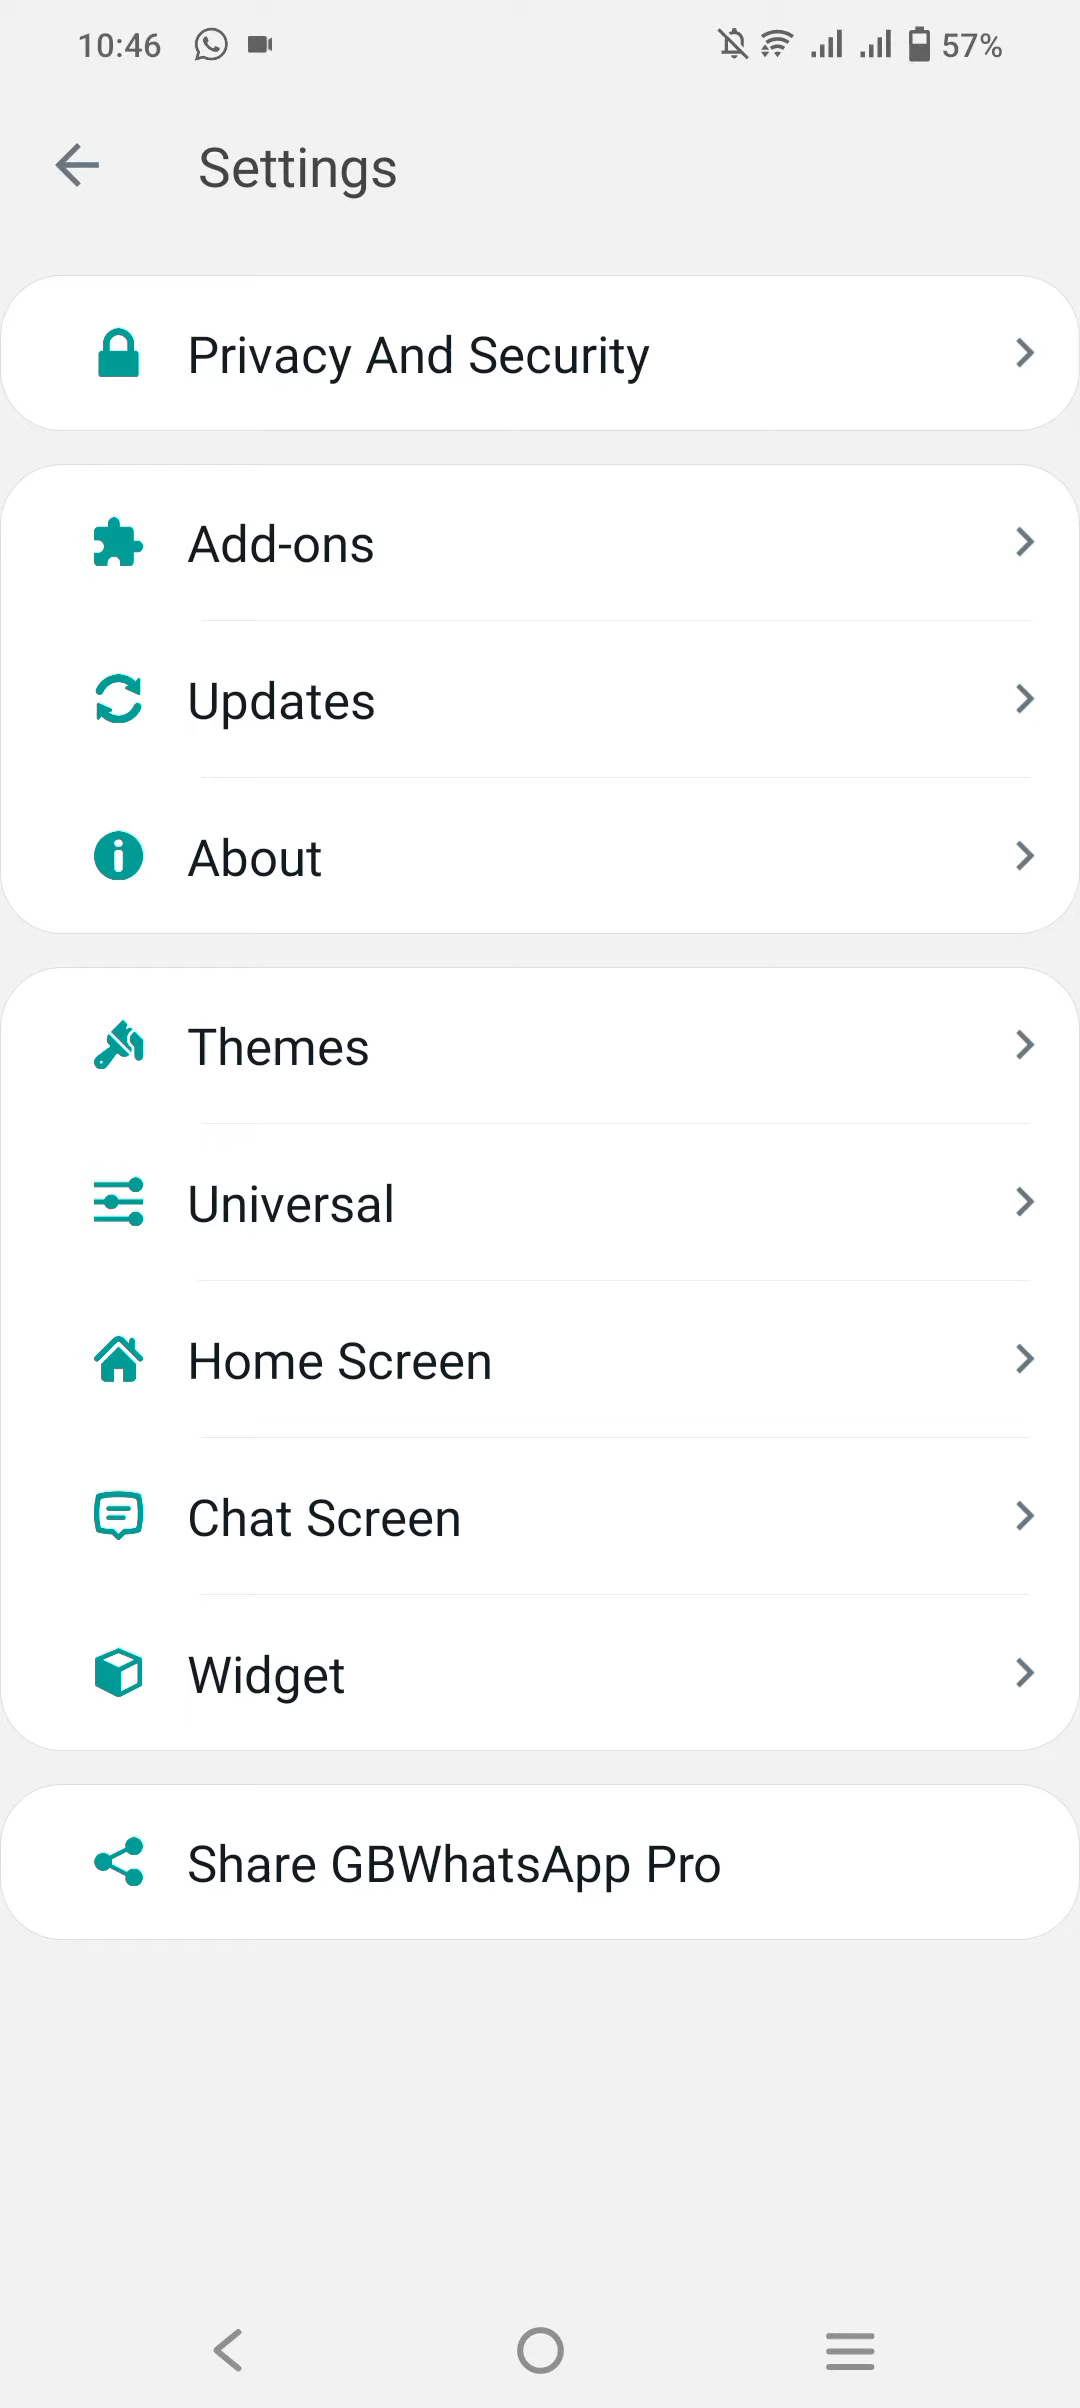 10:46 57%
Settings
Privacy And Security
Add-ons
Updates
About
Themes
Universal
Home Screen
Chat Screen
Widget
Share GBWhatsApp Pro